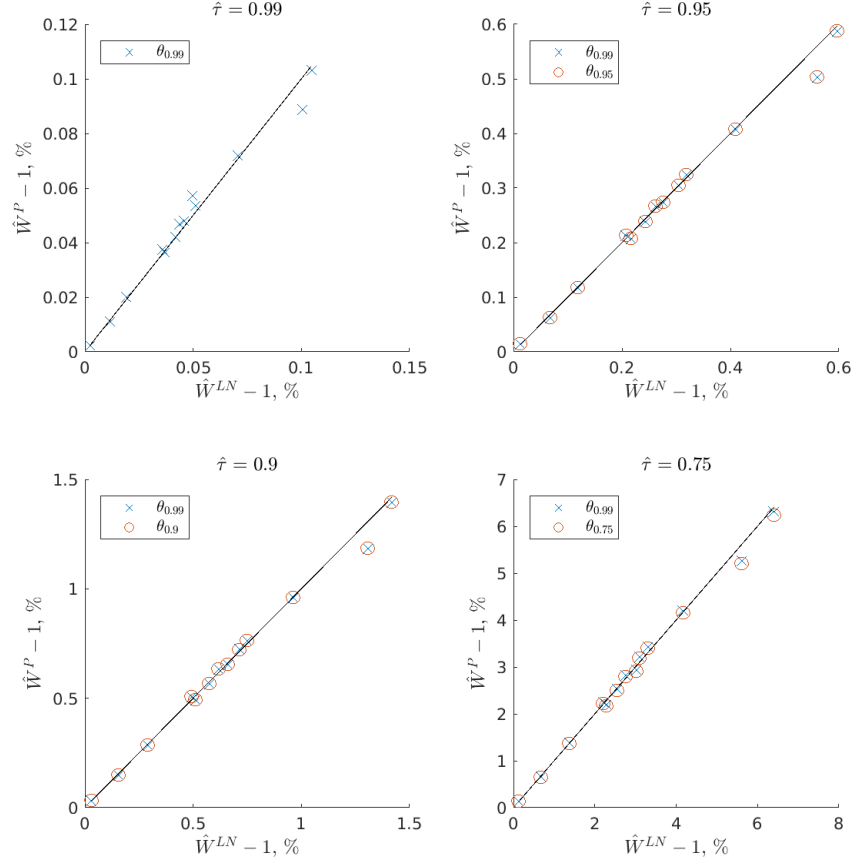 τ̂ = 0.99
0.12
0.1
0.08
0.06
0.04
0.02
0
Ŵ^P − 1, %
θ_0.99
0
0.05
0.1
0.15
Ŵ^LN − 1, %
τ̂ = 0.95
0.6
0.5
0.4
0.3
0.2
0.1
0
Ŵ^P − 1, %
θ_0.99
θ_0.95
0
0.2
0.4
0.6
Ŵ^LN − 1, %
τ̂ = 0.9
1.5
1
0.5
0
Ŵ^P − 1, %
θ_0.99
θ_0.9
0
0.5
1
1.5
Ŵ^LN − 1, %
τ̂ = 0.75
7
6
5
4
3
2
1
0
Ŵ^P − 1, %
θ_0.99
θ_0.75
0
2
4
6
8
Ŵ^LN − 1, %